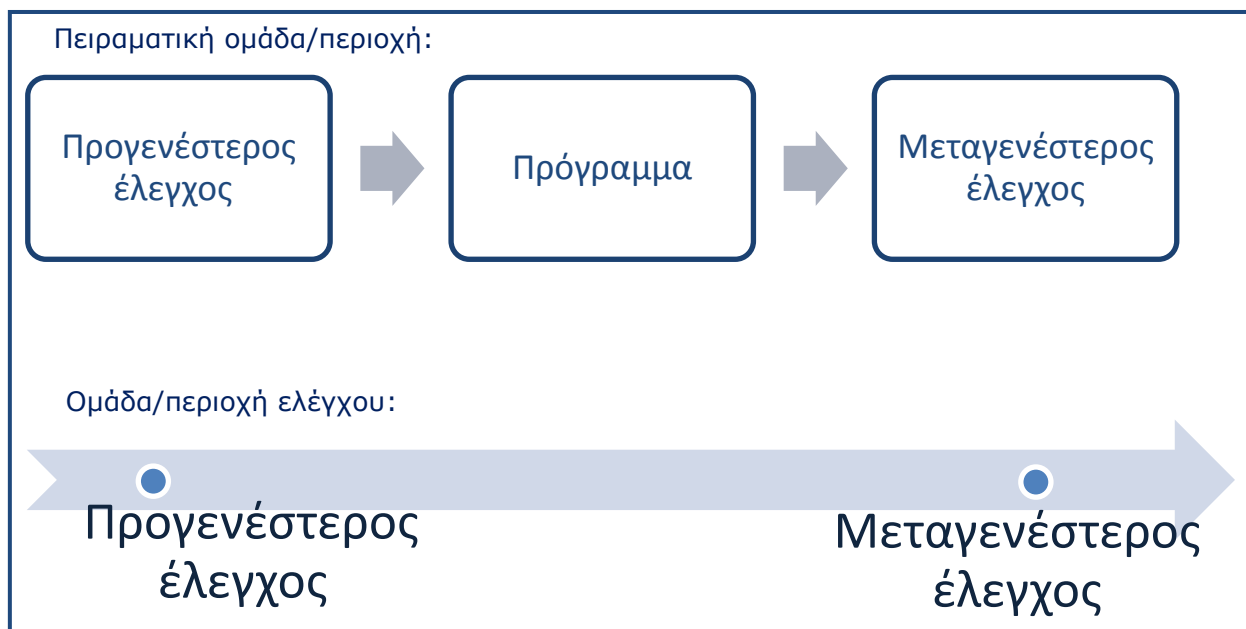 Πειραματική ομάδα/περιοχή:
Προγενέστερος
έλεγχος
Πρόγραμμα
Μεταγενέστερος
έλεγχος
Ομάδα/περιοχή ελέγχου:
Προγενέστερος
έλεγχος
Μεταγενέστερος
έλεγχος